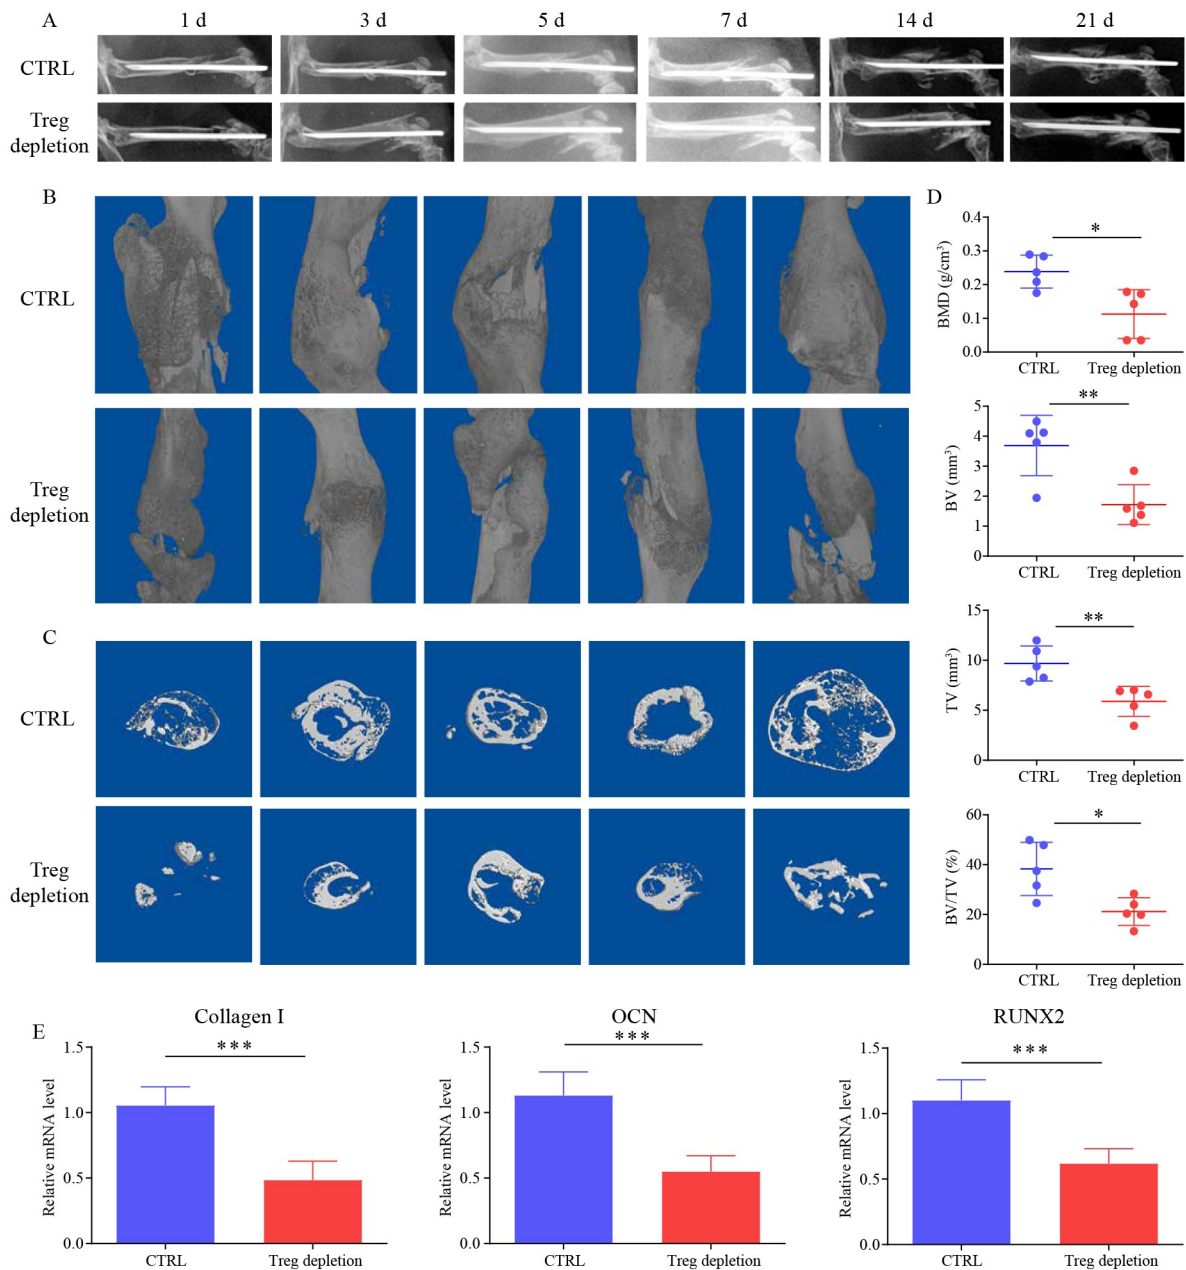 A
1 d
3 d
5 d
7 d
14 d
21 d
CTRL
Treg
depletion
B
CTRL
Treg
depletion
C
CTRL
Treg
depletion
D
0.4
0.3
0.2
0.1
0.0
BMD (g/cm³)
*
CTRL
Treg depletion
5
4
3
2
1
0
BV (mm³)
**
CTRL
Treg depletion
15
10
5
0
TV (mm³)
**
CTRL
Treg depletion
60
40
20
0
BV/TV (%)
*
CTRL
Treg depletion
E
Collagen I
1.5
1.0
0.5
0.0
Relative mRNA level
***
CTRL
Treg depletion
OCN
1.5
1.0
0.5
0.0
Relative mRNA level
***
CTRL
Treg depletion
RUNX2
1.5
1.0
0.5
0.0
Relative mRNA level
***
CTRL
Treg depletion